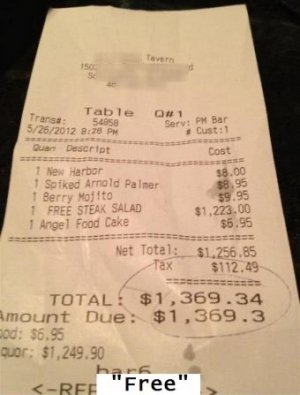 Tavern
Table Q#1
Trans#: 54858 Serv: PM Bar
5/26/2012 8:28 PM # Cust:1
Quan Descript Cost
1 New Harbor $8.00
1 Spiked Arnold Palmer $8.95
1 Berry Mojito $9.95
1 FREE STEAK SALAD $1,223.00
1 Angel Food Cake $6.95
Net Total: $1,256.85
Tax $112.49
TOTAL: $1,369.34
Amount Due: $1,369.3
ood: $6.95
quor: $1,249.90
bar6
<-REP
"Free"